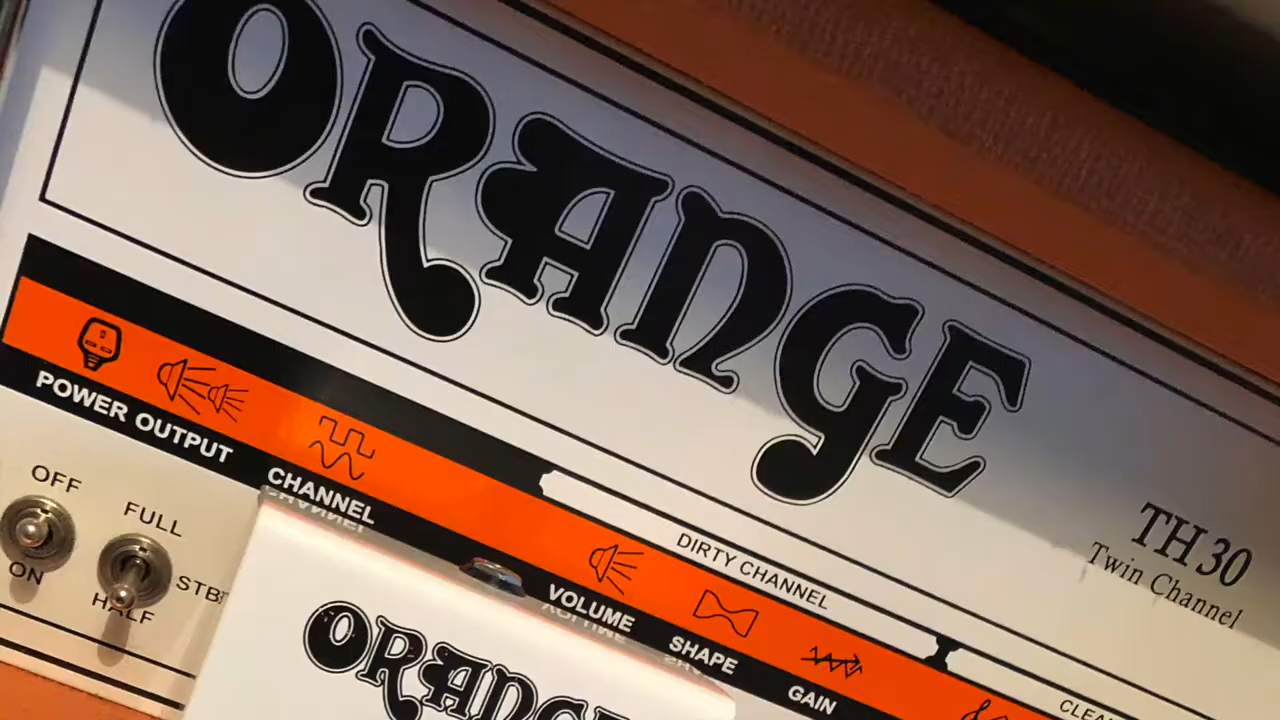 ORANGE
TH30
Twin Channel
POWER OUTPUT
CHANNEL
DIRTY CHANNEL
VOLUME
SHAPE
GAIN
OFF
ON
FULL
HALF
ORANGE